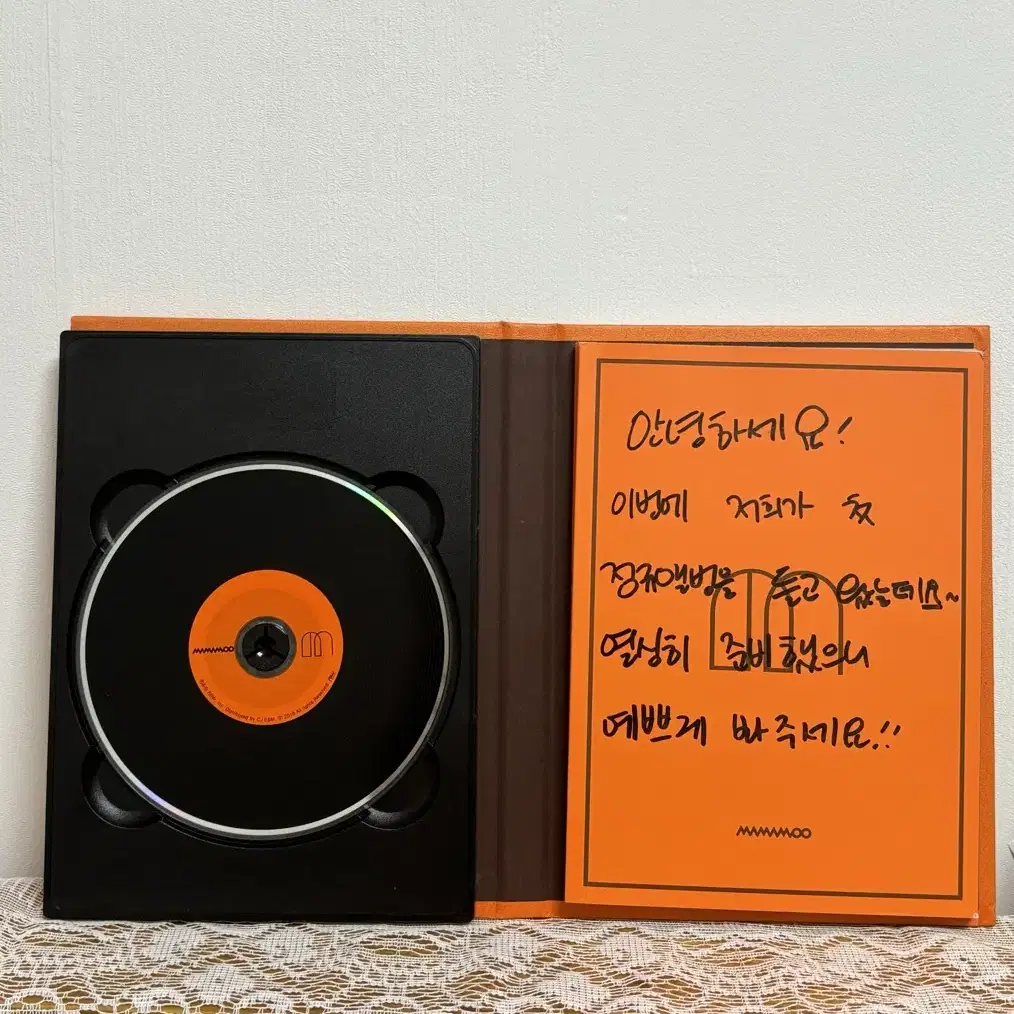 MAMAMOO
안녕하세요!
이번에 저희가 첫
정규앨범을 들고 왔는데요~
열심히 준비했으니
예쁘게 봐주세요!!
MAMAMOO